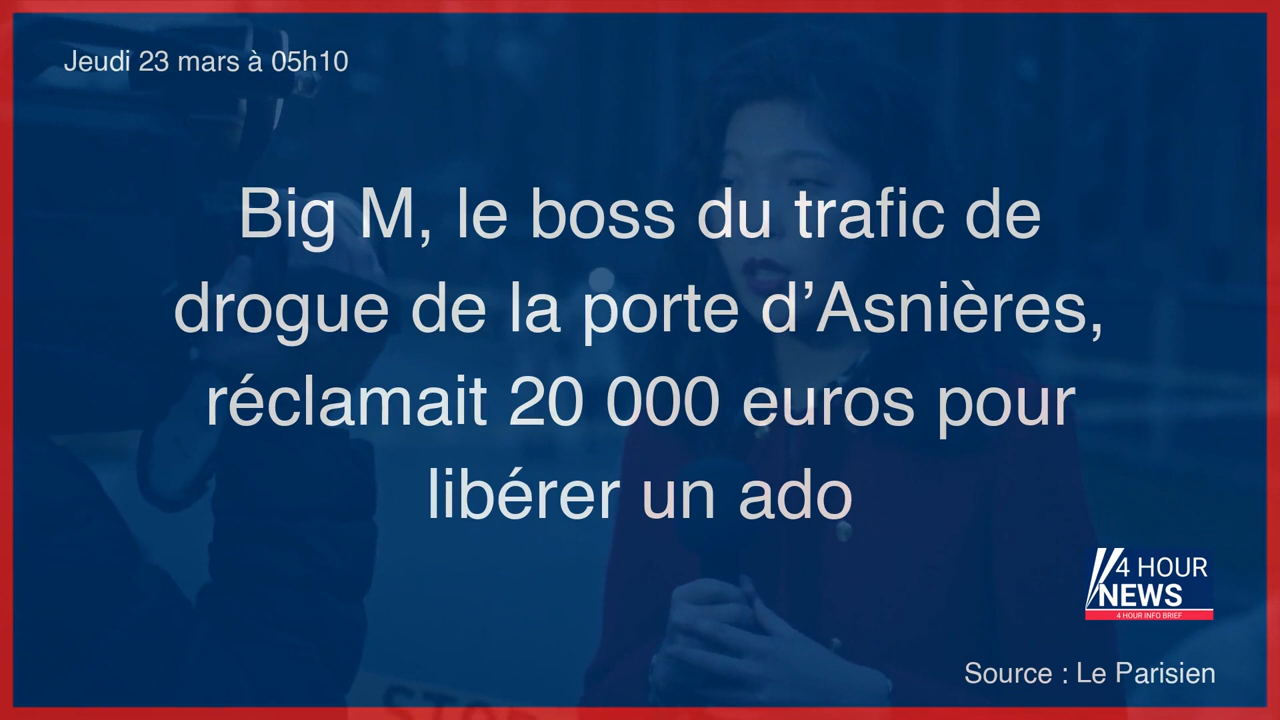 Jeudi 23 mars à 05h10
Big M, le boss du trafic de
drogue de la porte d’Asnières,
réclamait 20 000 euros pour
libérer un ado
4 HOUR
NEWS
4 HOUR INFO BRIEF
Source : Le Parisien
STOP